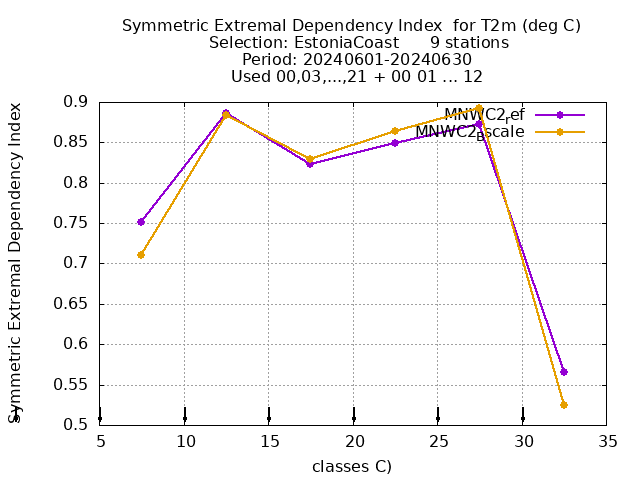 Symmetric Extremal Dependency Index  for T2m (deg C)
Selection: EstoniaCoast      9 stations
Period: 20240601-20240630
Used 00,03,...,21 + 00 01 ... 12
Symmetric Extremal Dependency Index
0.9
0.85
0.8
0.75
0.7
0.65
0.6
0.55
0.5
MNWC2ref
MNWC2Escale
5
10
15
20
25
30
35
classes C)